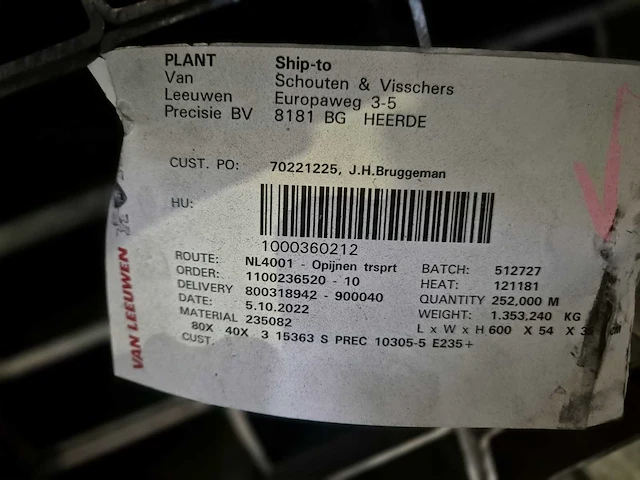 PLANT Ship-to
Van Schouten & Visschers
Leeuwen Europaweg 3-5
Precisie BV 8181 BG HEERDE
CUST. PO: 70221225, J.H.Bruggeman
HU:
1000360212
ROUTE: NL4001 - Opijnen trsprt BATCH: 512727
ORDER: 1100236520 - 10 HEAT: 121181
DELIVERY 800318942 - 900040 QUANTITY 252,000 M
DATE: 5.10.2022 WEIGHT: 1.353,240 KG
MATERIAL 235082 L x W x H 600 X 54 X
80X 40X 3 15363 S PREC 10305-5 E235+
CUST.
VAN LEEUWEN